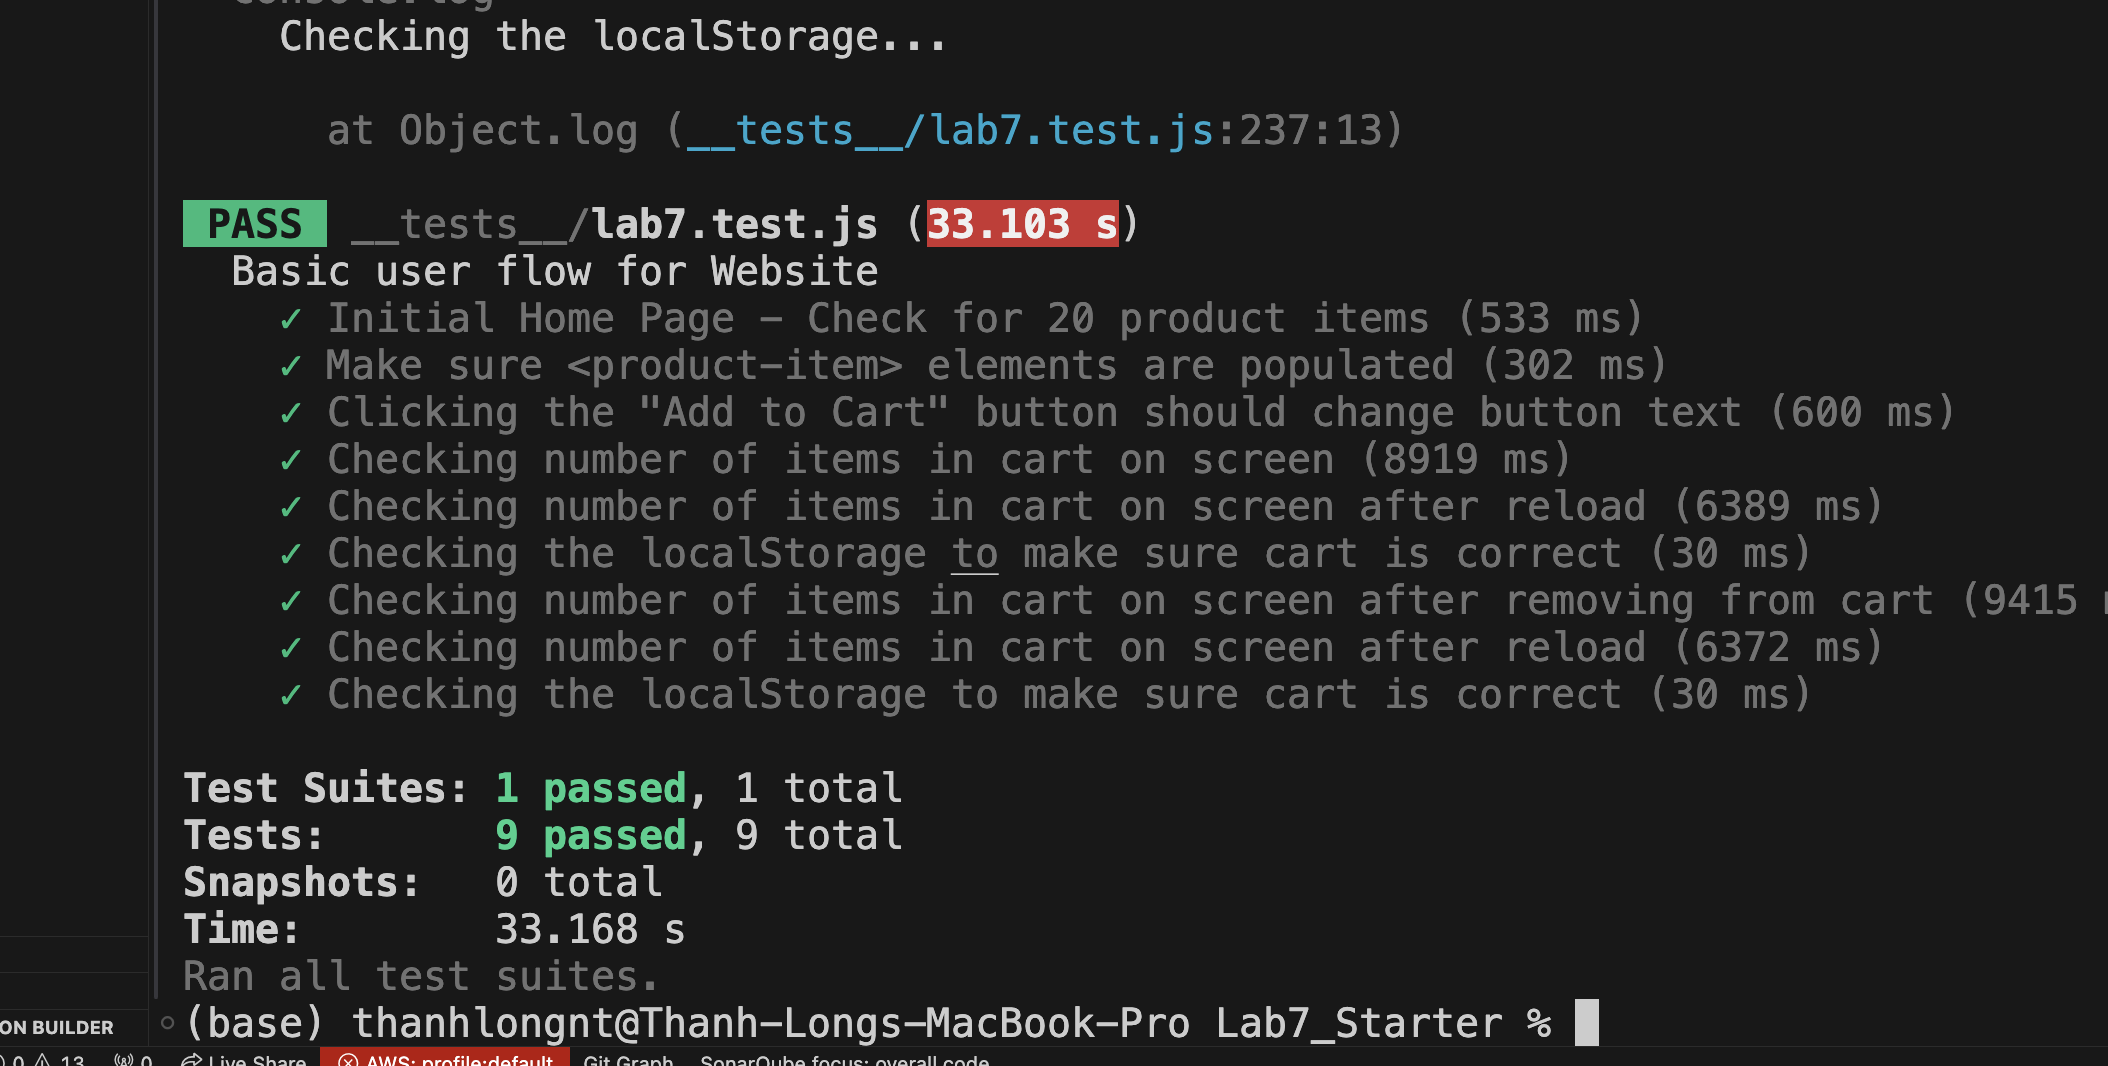 console.log
Checking the localStorage...
at Object.log (__tests__/lab7.test.js:237:13)
PASS __tests__/lab7.test.js (33.103 s)
Basic user flow for Website
✓ Initial Home Page – Check for 20 product items (533 ms)
✓ Make sure <product-item> elements are populated (302 ms)
✓ Clicking the "Add to Cart" button should change button text (600 ms)
✓ Checking number of items in cart on screen (8919 ms)
✓ Checking number of items in cart on screen after reload (6389 ms)
✓ Checking the localStorage to make sure cart is correct (30 ms)
✓ Checking number of items in cart on screen after removing from cart (9415
✓ Checking number of items in cart on screen after reload (6372 ms)
✓ Checking the localStorage to make sure cart is correct (30 ms)
Test Suites: 1 passed, 1 total
Tests: 9 passed, 9 total
Snapshots: 0 total
Time: 33.168 s
Ran all test suites.
(base) thanhlongnt@Thanh-Longs-MacBook-Pro Lab7_Starter %
ON BUILDER
0 13 0 Live Share AWS: profile:default Git Graph SonarQube focus: overall code